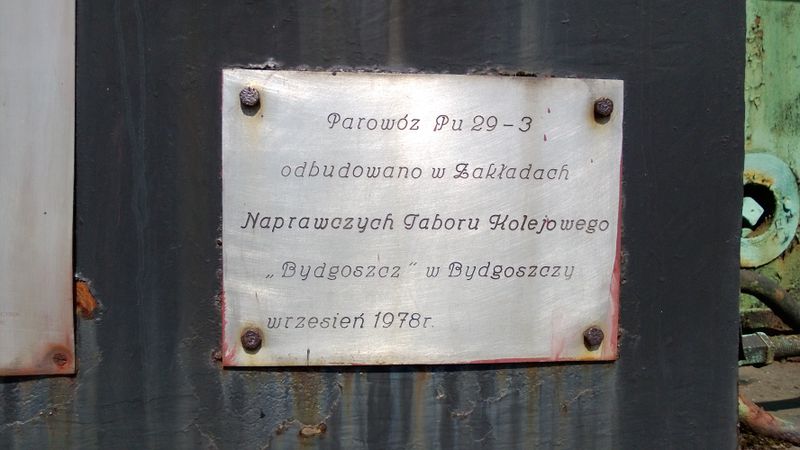 Parowóz Pu 29-3
odbudowano w Zakładach
Naprawczych Taboru Kolejowego
„Bydgoszcz" w Bydgoszczy
wrzesień 1978r.